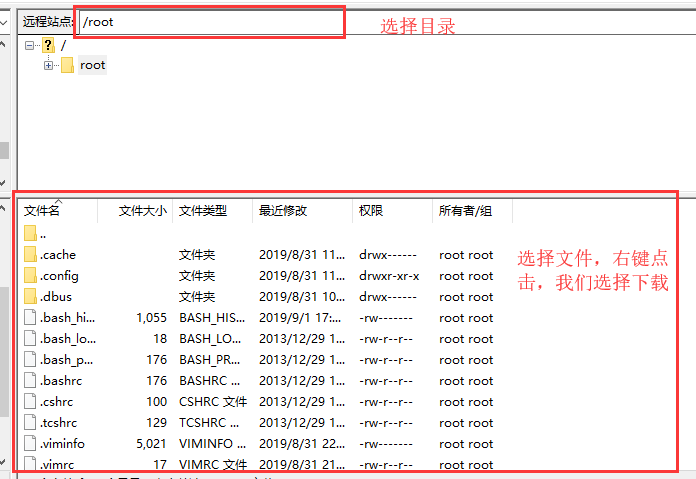 远程站点: /root 选择目录
/
root
文件名 文件大小 文件类型 最近修改 权限 所有者/组
..
.cache 文件夹 2019/8/31 11... drwx------ root root
.config 文件夹 2019/8/31 11... drwxr-xr-x root root
.dbus 文件夹 2019/8/31 10... drwx------ root root
选择文件，右键点
击，我们选择下载
.bash_hi... 1,055 BASH_HIS... 2019/9/1 17:... -rw------- root root
.bash_lo... 18 BASH_LO... 2013/12/29 1... -rw-r--r-- root root
.bash_p... 176 BASH_PR... 2013/12/29 1... -rw-r--r-- root root
.bashrc 176 BASHRC ... 2013/12/29 1... -rw-r--r-- root root
.cshrc 100 CSHRC 文件 2013/12/29 1... -rw-r--r-- root root
.tcshrc 129 TCSHRC ... 2013/12/29 1... -rw-r--r-- root root
.viminfo 5,021 VIMINFO ... 2019/8/31 22... -rw------- root root
.vimrc 17 VIMRC 文件 2019/8/31 21... -rw-r--r-- root root